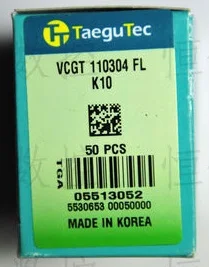 TaeguTec
VCGT 110304 FL
K10
50 PCS
TGA
05513052
5530653 00050000
MADE IN KOREA